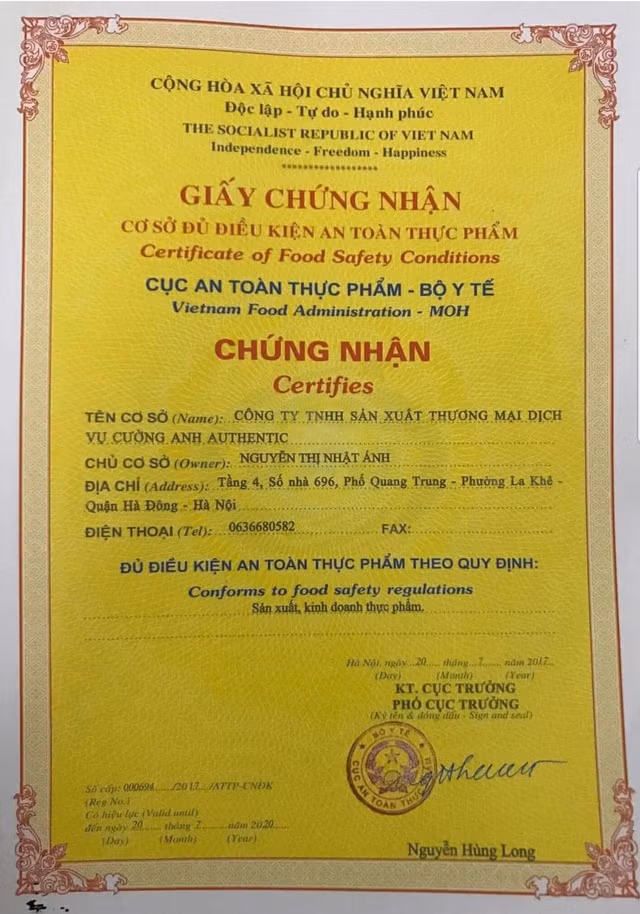 CỘNG HÒA XÃ HỘI CHỦ NGHĨA VIỆT NAM
Độc lập - Tự do - Hạnh phúc
THE SOCIALIST REPUBLIC OF VIET NAM
Independence - Freedom - Happiness
******************
GIẤY CHỨNG NHẬN
CƠ SỞ ĐỦ ĐIỀU KIỆN AN TOÀN THỰC PHẨM
Certificate of Food Safety Conditions
CỤC AN TOÀN THỰC PHẨM - BỘ Y TẾ
Vietnam Food Administration - MOH
CHỨNG NHẬN
Certifies
TÊN CƠ SỞ (Name): CÔNG TY TNHH SẢN XUẤT THƯƠNG MẠI DỊCH
VỤ CƯỜNG ANH AUTHENTIC
CHỦ CƠ SỞ (Owner): NGUYỄN THỊ NHẬT ÁNH
ĐỊA CHỈ (Address): Tầng 4, Số nhà 696, Phố Quang Trung - Phường La Khê -
Quận Hà Đông - Hà Nội
ĐIỆN THOẠI (Tel): 0636680582 FAX:
ĐỦ ĐIỀU KIỆN AN TOÀN THỰC PHẨM THEO QUY ĐỊNH:
Conforms to food safety regulations
Sản xuất, kinh doanh thực phẩm.
Hà Nội, ngày 20 tháng 7 năm 2017
(Day) (Month) (Year)
KT. CỤC TRƯỞNG
PHÓ CỤC TRƯỞNG
(Ký tên & đóng dấu - Sign and seal)
BỘ Y TẾ
CỤC AN TOÀN THỰC
Số cấp: 000694 /2017 /ATTP-CNĐK
(Reg No.)
Có hiệu lực (Valid until)
đến ngày 20 tháng 7 năm 2020
(Day) (Month) (Year)
Nguyễn Hùng Long